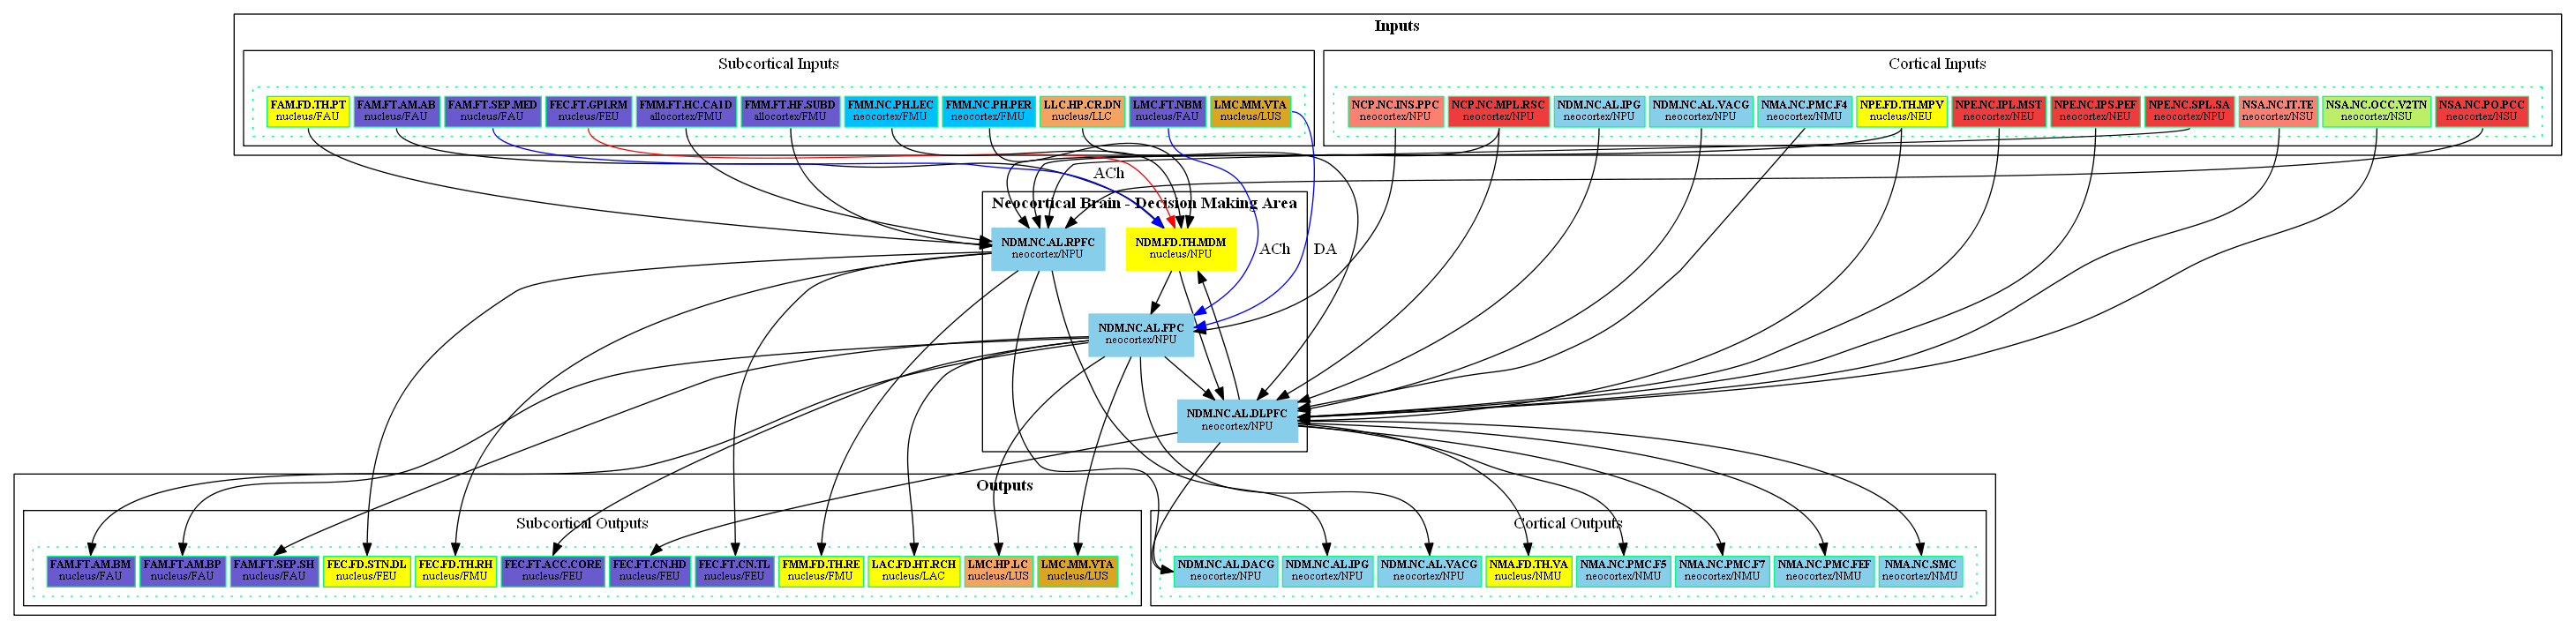 Inputs
Subcortical Inputs
Cortical Inputs
FAM.FD.TH.PT
nucleus/FAU
FAM.FT.AM.AB
nucleus/FAU
FAM.FT.SEP.MED
nucleus/FAU
FEC.FT.GPI.RM
nucleus/FEU
FMM.FT.HC.CA1D
allocortex/FMU
FMM.FT.HF.SUBD
allocortex/FMU
FMM.NC.PH.LEC
neocortex/FMU
FMM.NC.PH.PER
neocortex/FMU
LLC.HP.CR.DN
nucleus/LLC
LMC.FT.NBM
nucleus/FAU
LMC.MM.VTA
nucleus/LUS
NCP.NC.INS.PPC
neocortex/NPU
NCP.NC.MPL.RSC
neocortex/NPU
NDM.NC.AL.IPG
neocortex/NPU
NDM.NC.AL.VACG
neocortex/NPU
NMA.NC.PMC.F4
neocortex/NMU
NPE.FD.TH.MPV
nucleus/NEU
NPE.NC.IPL.MST
neocortex/NEU
NPE.NC.IPS.PEF
neocortex/NEU
NPE.NC.SPL.SA
neocortex/NPU
NSA.NC.IT.TE
neocortex/NSU
NSA.NC.OCC.V2TN
neocortex/NSU
NSA.NC.PO.PCC
neocortex/NSU
ACh
Neocortical Brain - Decision Making Area
NDM.NC.AL.RPFC
neocortex/NPU
NDM.FD.TH.MDM
nucleus/NPU
ACh
DA
NDM.NC.AL.FPC
neocortex/NPU
NDM.NC.AL.DLPFC
neocortex/NPU
Outputs
Subcortical Outputs
Cortical Outputs
FAM.FT.AM.BM
nucleus/FAU
FAM.FT.AM.BP
nucleus/FAU
FAM.FT.SEP.SH
nucleus/FAU
FEC.FD.STN.DL
nucleus/FEU
FEC.FD.TH.RH
nucleus/FMU
FEC.FT.ACC.CORE
nucleus/FEU
FEC.FT.CN.HD
nucleus/FEU
FEC.FT.CN.TL
nucleus/FEU
FMM.FD.TH.RE
nucleus/FMU
LAC.FD.HT.RCH
nucleus/LAC
LMC.HP.LC
nucleus/LUS
LMC.MM.VTA
nucleus/LUS
NDM.NC.AL.DACG
neocortex/NPU
NDM.NC.AL.IPG
neocortex/NPU
NDM.NC.AL.VACG
neocortex/NPU
NMA.FD.TH.VA
nucleus/NMU
NMA.NC.PMC.F5
neocortex/NMU
NMA.NC.PMC.F7
neocortex/NMU
NMA.NC.PMC.FEF
neocortex/NMU
NMA.NC.SMC
neocortex/NMU